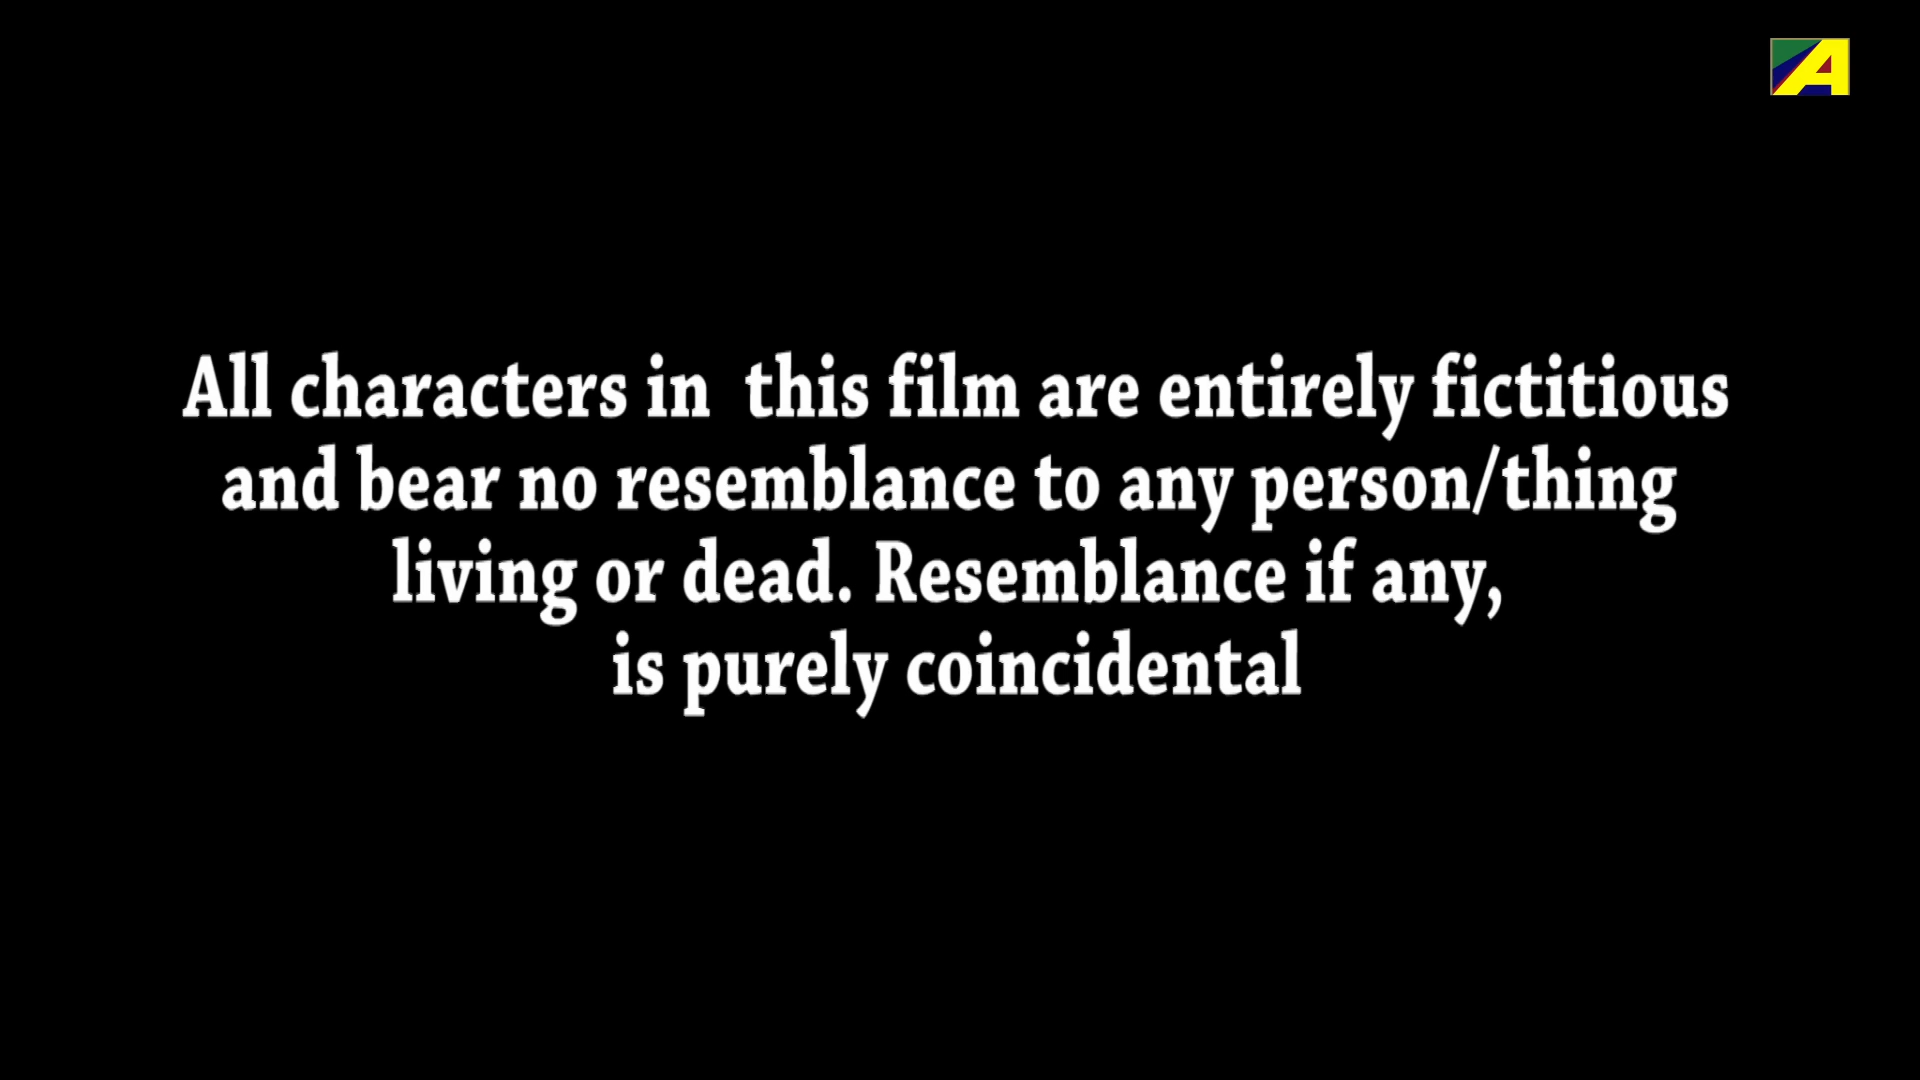 A
All characters in  this film are entirely fictitious
and bear no resemblance to any person/thing
living or dead. Resemblance if any,
is purely coincidental